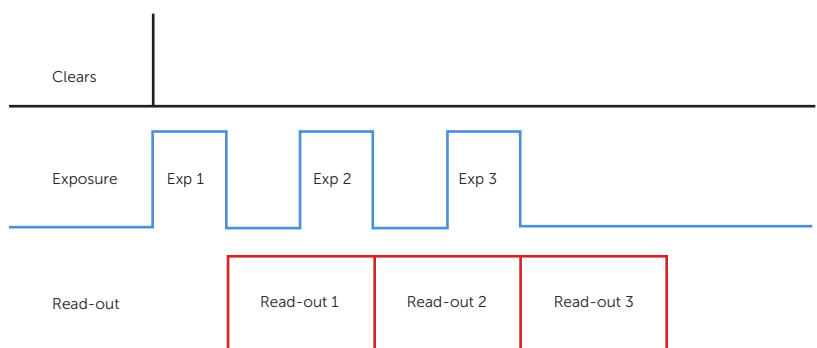 Clears
Exposure Exp 1 Exp 2 Exp 3
Read-out Read-out 1 Read-out 2 Read-out 3